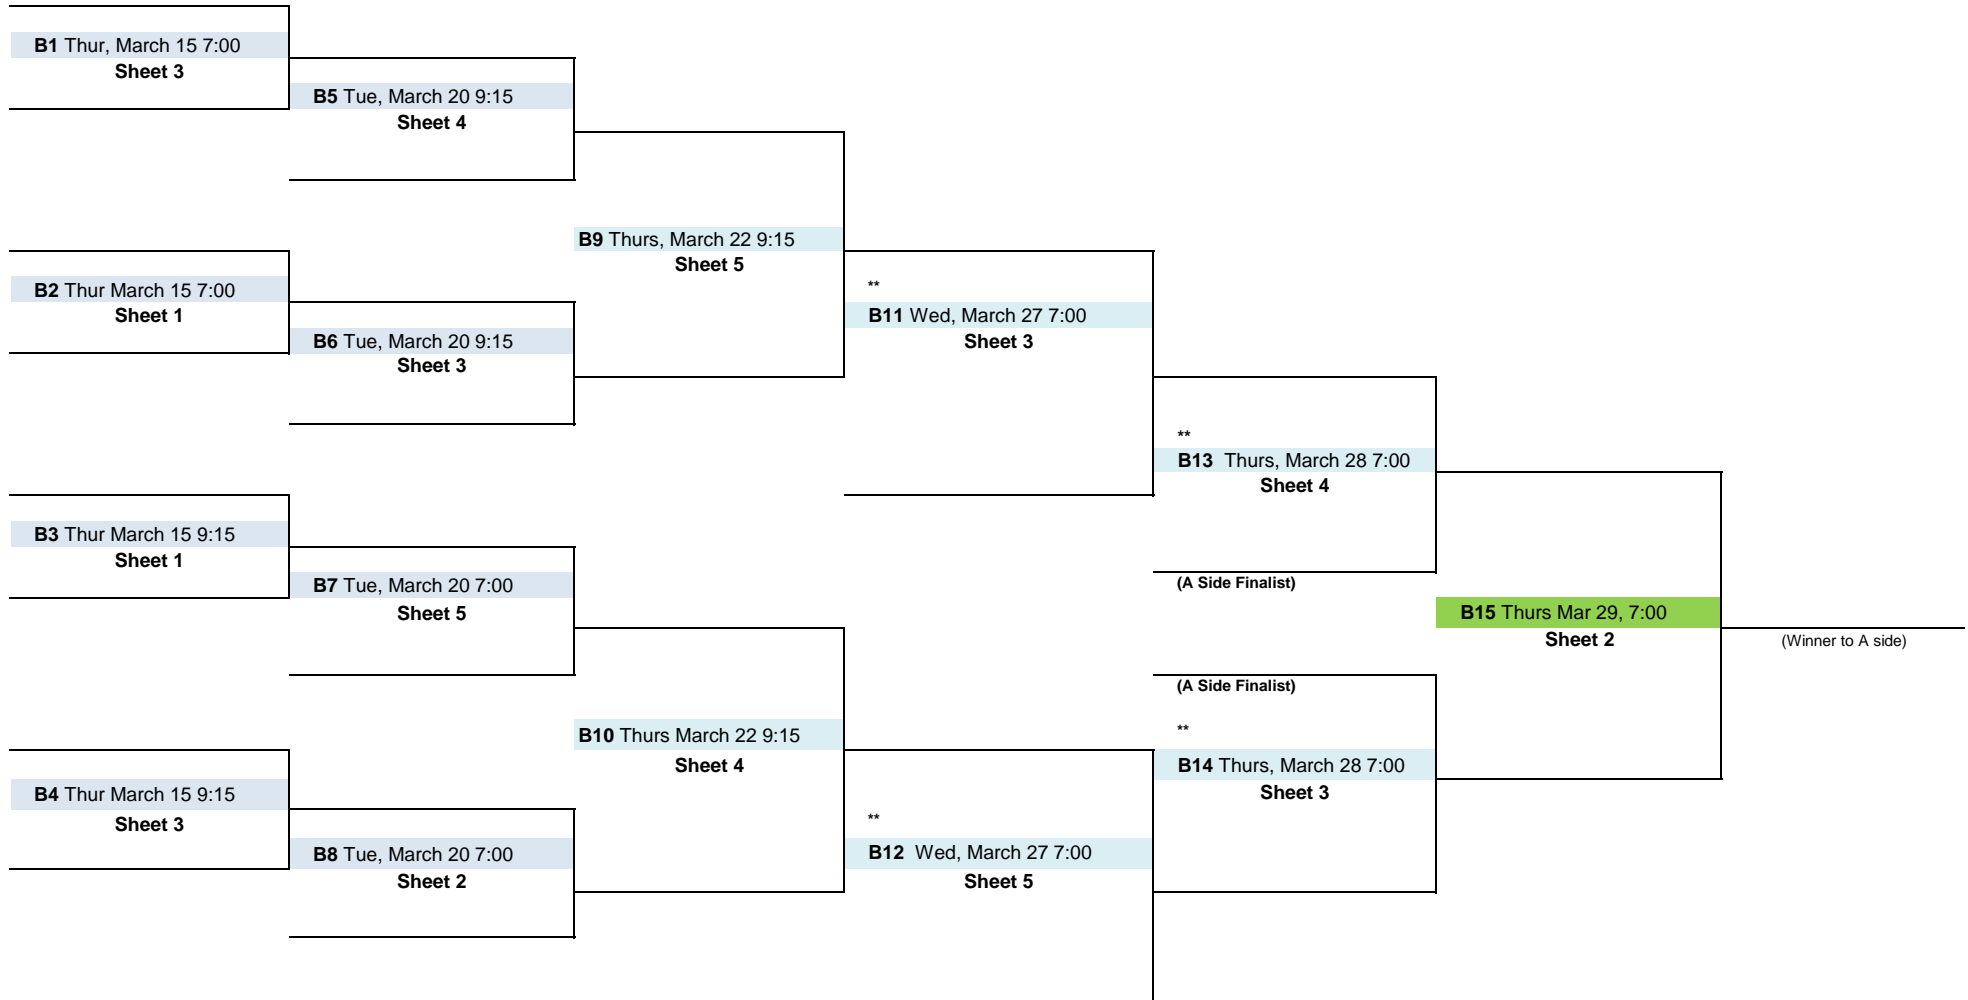 B1 Thur, March 15 7:00
Sheet 3
B5 Tue, March 20 9:15
Sheet 4
B9 Thurs, March 22 9:15
Sheet 5
B2 Thur March 15 7:00
Sheet 1
**
B11 Wed, March 27 7:00
Sheet 3
B6 Tue, March 20 9:15
Sheet 3
**
B13 Thurs, March 28 7:00
Sheet 4
B3 Thur March 15 9:15
Sheet 1
B7 Tue, March 20 7:00
Sheet 5
(A Side Finalist)
B15 Thurs Mar 29, 7:00
Sheet 2
(Winner to A side)
(A Side Finalist)
**
B10 Thurs March 22 9:15
Sheet 4
B14 Thurs, March 28 7:00
Sheet 3
B4 Thur March 15 9:15
Sheet 3
**
B8 Tue, March 20 7:00
Sheet 2
B12 Wed, March 27 7:00
Sheet 5